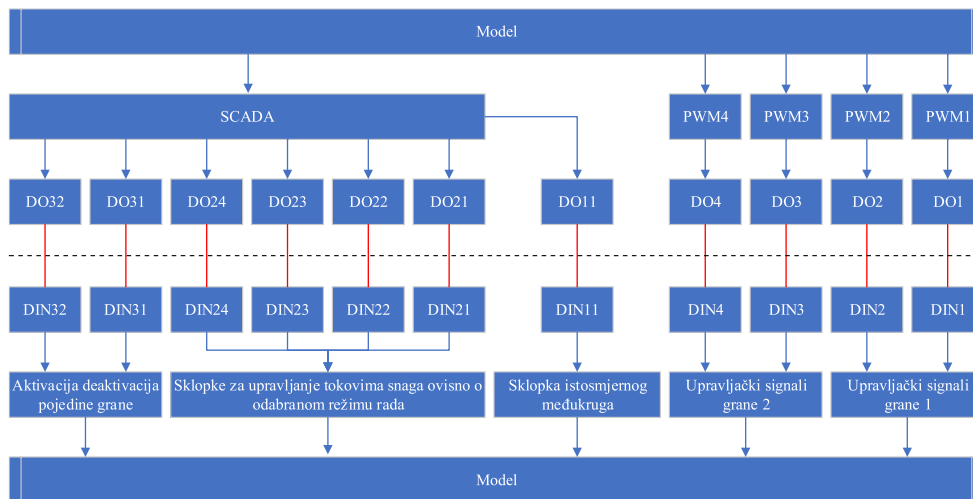 Model
SCADA
PWM4
PWM3
PWM2
PWM1
DO32
DO31
DO24
DO23
DO22
DO21
DO11
DO4
DO3
DO2
DO1
DIN32
DIN31
DIN24
DIN23
DIN22
DIN21
DIN11
DIN4
DIN3
DIN2
DIN1
Aktivacija deaktivacija
pojedine grane
Sklopke za upravljanje tokovima snaga ovisno o
odabranom režimu rada
Sklopka istosmjernog
međukruga
Upravljački signali
grane 2
Upravljački signali
grane 1
Model